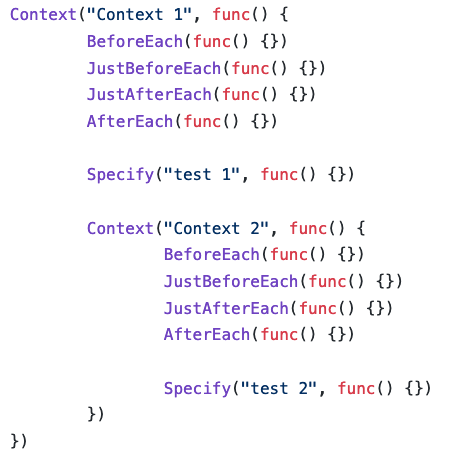 Context("Context 1", func() {
        BeforeEach(func() {})
        JustBeforeEach(func() {})
        JustAfterEach(func() {})
        AfterEach(func() {})

        Specify("test 1", func() {})

        Context("Context 2", func() {
                BeforeEach(func() {})
                JustBeforeEach(func() {})
                JustAfterEach(func() {})
                AfterEach(func() {})

                Specify("test 2", func() {})
        })
})